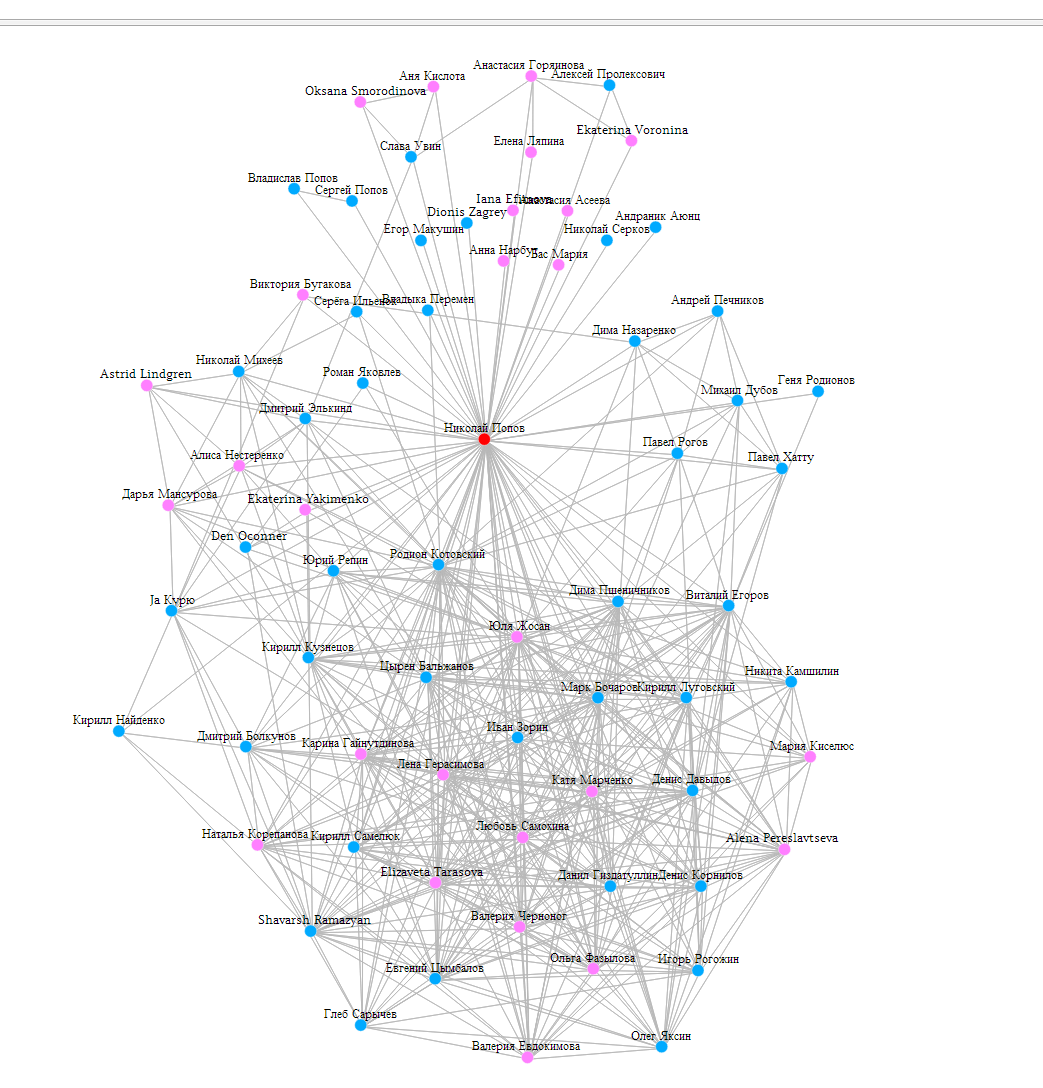 Анастасия Горяинова
Алексей Пролексович
Аня Кислота
Oksana Smorodinova
Ekaterina Voronina
Елена Ляпина
Слава Увин
Владислав Попов
Сергей Попов
Iana
Анастасия Асеева
Dionis Zagrey
Андраник Аюнц
Егор Макушин
Николай Серков
Анна Нарбут
Бас Мария
Виктория Бугакова
Серёга Ильенок
Владыка Перемен
Андрей Печников
Дима Назаренко
Николай Михеев
Astrid Lindgren
Роман Яковлев
Геня Родионов
Михаил Дубов
Дмитрий Элькинд
Николай Попов
Павел Рогов
Алиса Нестеренко
Павел Хатту
Дарья Мансурова
Ekaterina Yakimenko
Den Oconner
Юрий Репин
Родион Котовский
Дима Пшеничников
Виталий Егоров
Ja Курю
Юля Жосан
Кирилл Кузнецов
Цырен Бальжанов
Никита Камшилин
Марк Бочаров
Кирилл Луговский
Кирилл Найденко
Иван Зорин
Дмитрий Болкунов
Карина Гайнутдинова
Мария Киселюс
Лена Герасимова
Катя Марченко
Денис Давыдов
Любовь Самохина
Наталья Корепанова
Кирилл Самелюк
Alena Pereslavtseva
Elizaveta Tarasova
Данил Гиздатуллин
Денис Корнилов
Shavarsh Ramazyan
Валерия Черноног
Евгений Цымбалов
Ольга Фазылова
Игорь Рогожин
Глеб Сарычев
Олег Яксин
Валерия Евдокимова